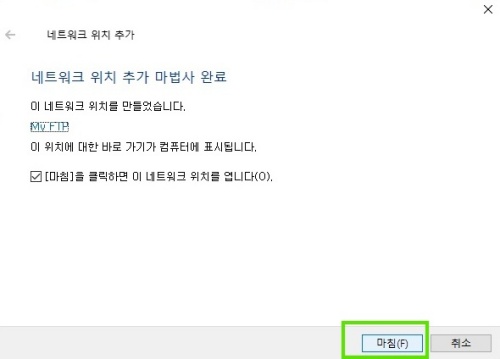 네트워크 위치 추가
네트워크 위치 추가 마법사 완료
이 네트워크 위치를 만들었습니다.
My FTP
이 위치에 대한 바로 가기가 컴퓨터에 표시됩니다.
[마침]을 클릭하면 이 네트워크 위치를 엽니다(O).
마침(F) 취소